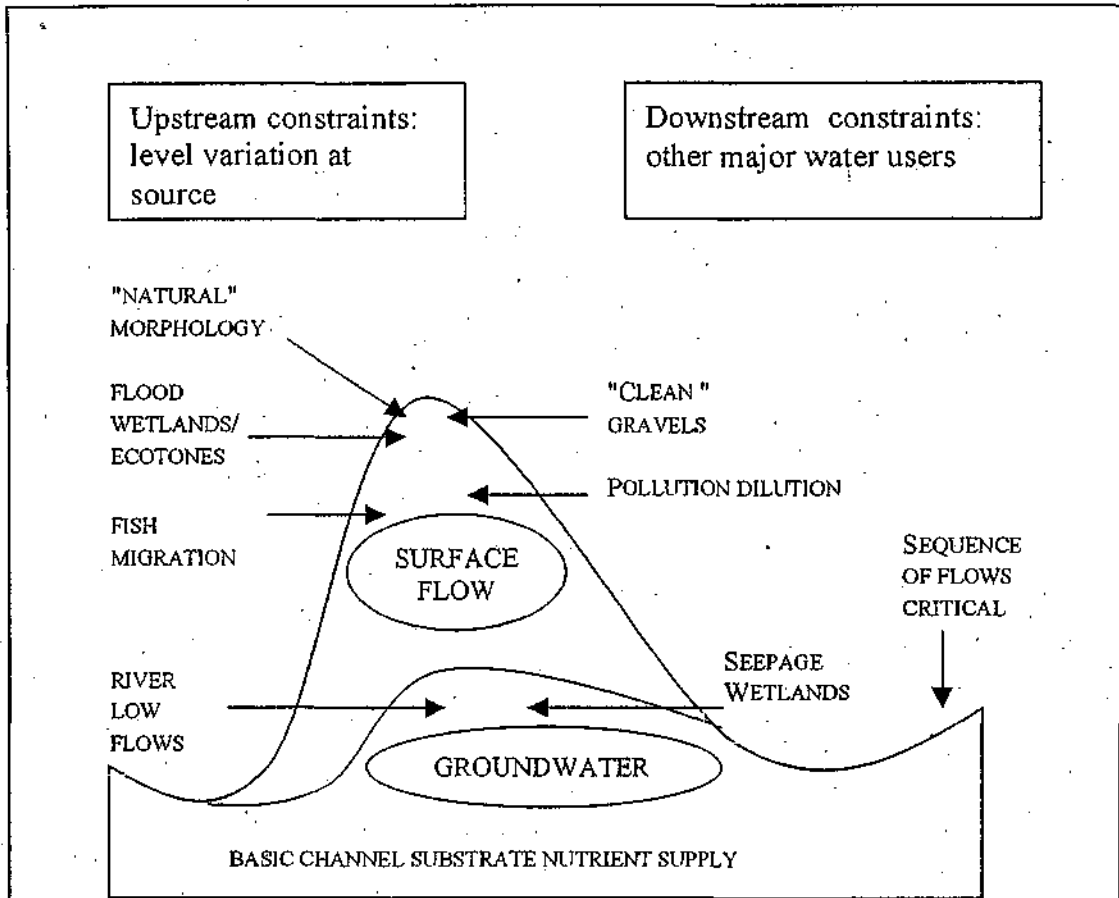 Upstream constraints:
level variation at
source
Downstream constraints:
other major water users
"NATURAL"
MORPHOLOGY
FLOOD
WETLANDS/
ECOTONES
"CLEAN "
GRAVELS
POLLUTION DILUTION
FISH
MIGRATION
SURFACE
FLOW
SEQUENCE
OF FLOWS
CRITICAL
RIVER
LOW
FLOWS
SEEPAGE
WETLANDS
GROUNDWATER
BASIC CHANNEL SUBSTRATE NUTRIENT SUPPLY